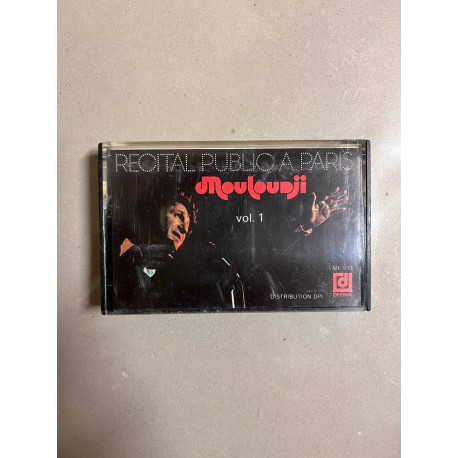 RECITAL PUBLIC A PARIS
Mouloudji
vol. 1
DISTRIBUTION DPI